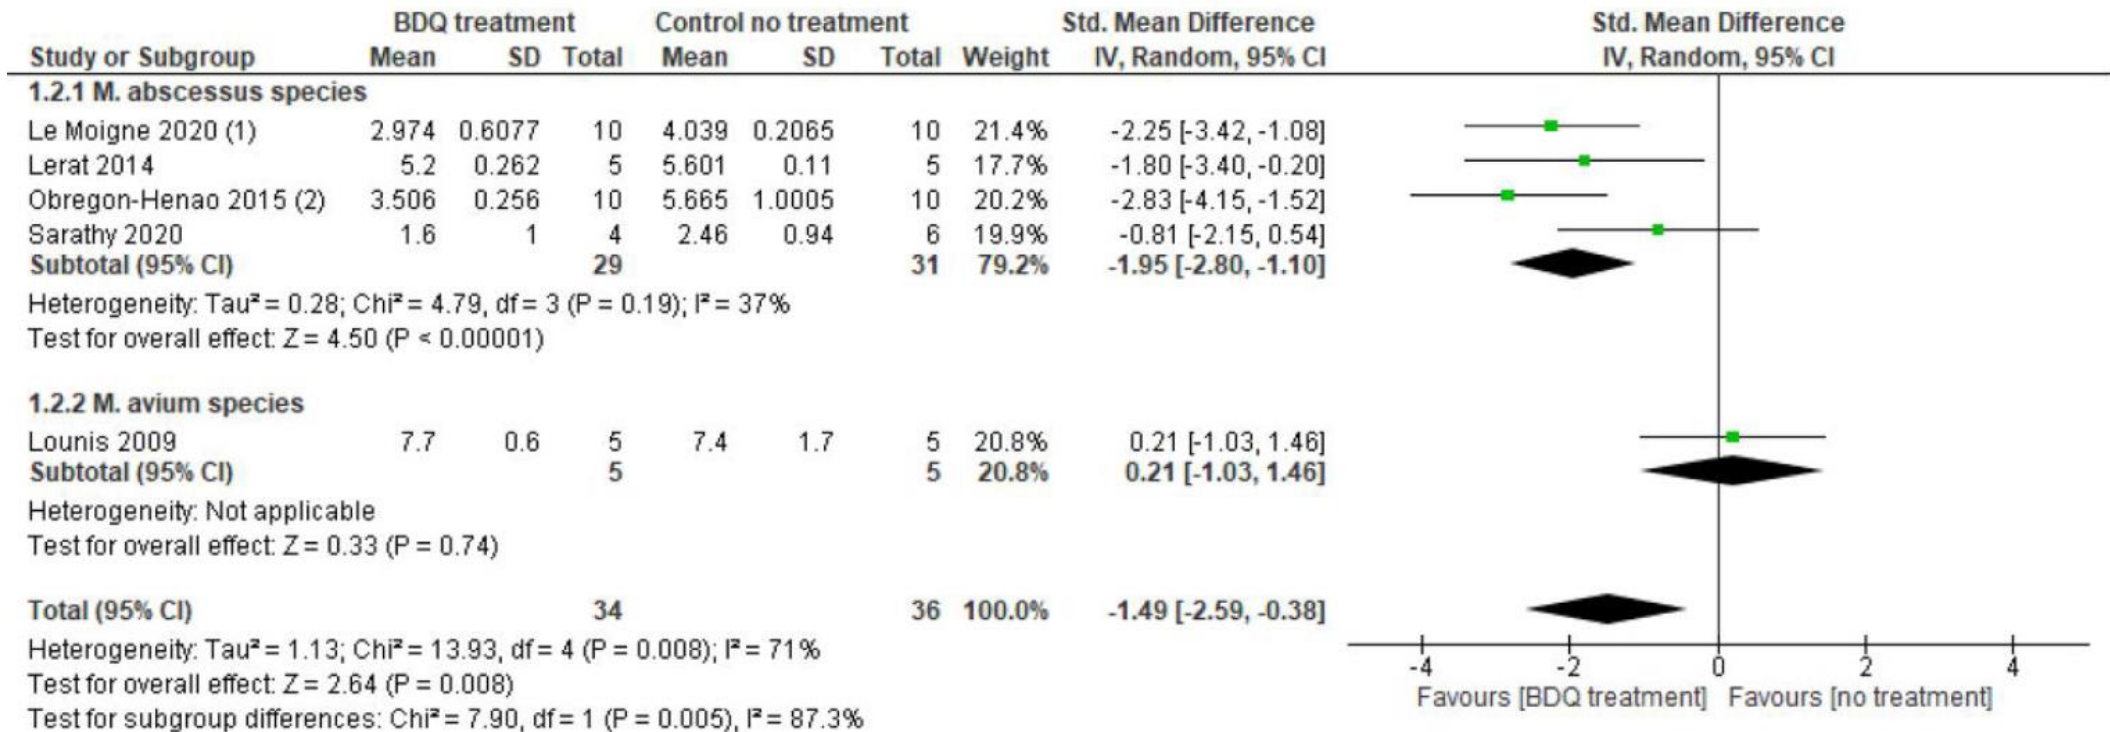 BDQ treatment Control no treatment Std. Mean Difference Std. Mean Difference
Study or Subgroup Mean SD Total Mean SD Total Weight IV, Random, 95% CI IV, Random, 95% CI
1.2.1 M. abscessus species
Le Moigne 2020 (1) 2.974 0.6077 10 4.039 0.2065 10 21.4% -2.25 [-3.42, -1.08]
Lerat 2014 5.2 0.262 5 5.601 0.11 5 17.7% -1.80 [-3.40, -0.20]
Obregon-Henao 2015 (2) 3.506 0.256 10 5.665 1.0005 10 20.2% -2.83 [-4.15, -1.52]
Sarathy 2020 1.6 1 4 2.46 0.94 6 19.9% -0.81 [-2.15, 0.54]
Subtotal (95% CI) 29 31 79.2% -1.95 [-2.80, -1.10]
Heterogeneity: Tau² = 0.28; Chi² = 4.79, df = 3 (P = 0.19); I² = 37%
Test for overall effect: Z = 4.50 (P < 0.00001)
1.2.2 M. avium species
Lounis 2009 7.7 0.6 5 7.4 1.7 5 20.8% 0.21 [-1.03, 1.46]
Subtotal (95% CI) 5 5 20.8% 0.21 [-1.03, 1.46]
Heterogeneity: Not applicable
Test for overall effect: Z = 0.33 (P = 0.74)
Total (95% CI) 34 36 100.0% -1.49 [-2.59, -0.38]
Heterogeneity: Tau² = 1.13; Chi² = 13.93, df = 4 (P = 0.008); I² = 71%
Test for overall effect: Z = 2.64 (P = 0.008)
Test for subgroup differences: Chi² = 7.90, df = 1 (P = 0.005), I² = 87.3%
-4 -2 0 2 4
Favours [BDQ treatment] Favours [no treatment]